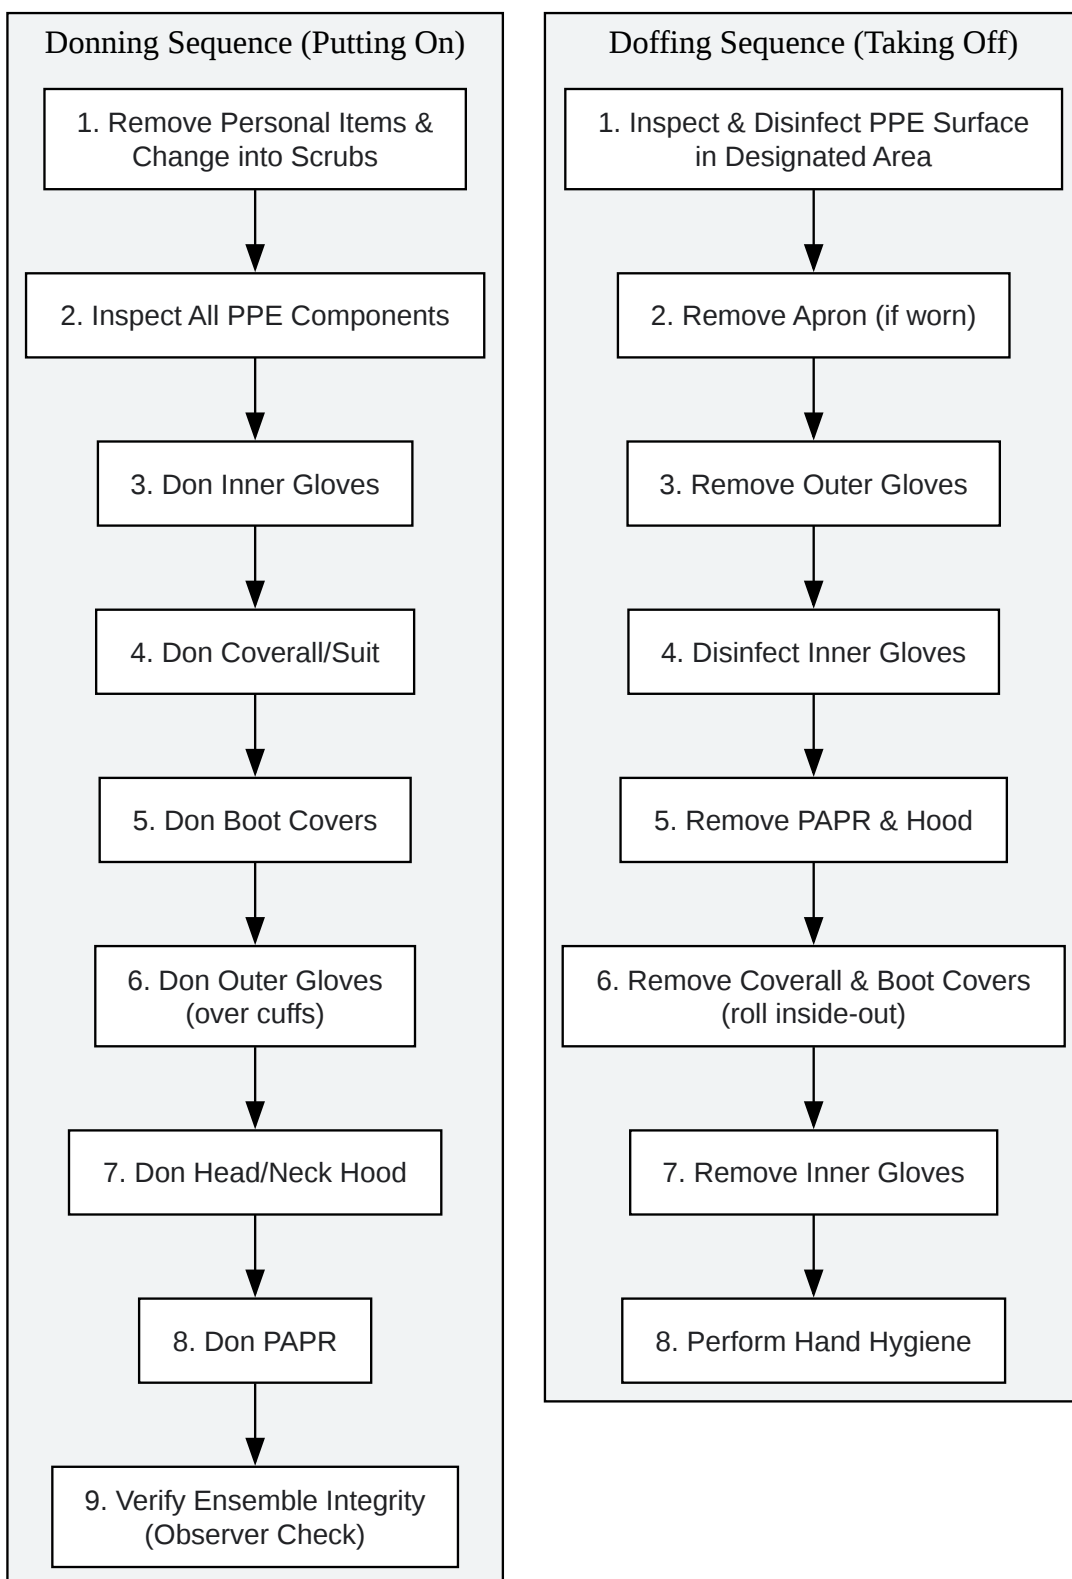 Donning Sequence (Putting On)
1. Remove Personal Items &
Change into Scrubs
2. Inspect All PPE Components
3. Don Inner Gloves
4. Don Coverall/Suit
5. Don Boot Covers
6. Don Outer Gloves
(over cuffs)
7. Don Head/Neck Hood
8. Don PAPR
9. Verify Ensemble Integrity
(Observer Check)
Doffing Sequence (Taking Off)
1. Inspect & Disinfect PPE Surface
in Designated Area
2. Remove Apron (if worn)
3. Remove Outer Gloves
4. Disinfect Inner Gloves
5. Remove PAPR & Hood
6. Remove Coverall & Boot Covers
(roll inside-out)
7. Remove Inner Gloves
8. Perform Hand Hygiene